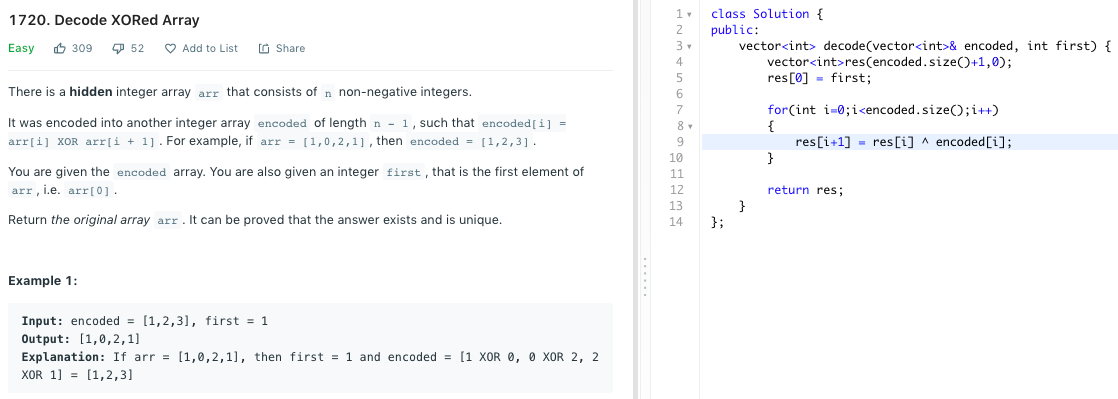 1720. Decode XORed Array
Easy 309 52 Add to List Share
There is a hidden integer array arr that consists of n non-negative integers.
It was encoded into another integer array encoded of length n - 1, such that encoded[i] =
arr[i] XOR arr[i + 1]. For example, if arr = [1,0,2,1], then encoded = [1,2,3].
You are given the encoded array. You are also given an integer first, that is the first element of
arr, i.e. arr[0].
Return the original array arr. It can be proved that the answer exists and is unique.
Example 1:
Input: encoded = [1,2,3], first = 1
Output: [1,0,2,1]
Explanation: If arr = [1,0,2,1], then first = 1 and encoded = [1 XOR 0, 0 XOR 2, 2
XOR 1] = [1,2,3]
1 class Solution {
2 public:
3 vector<int> decode(vector<int>& encoded, int first) {
4 vector<int>res(encoded.size()+1,0);
5 res[0] = first;
6
7 for(int i=0;i<encoded.size();i++)
8 {
9 res[i+1] = res[i] ^ encoded[i];
10 }
11
12 return res;
13 }
14 };